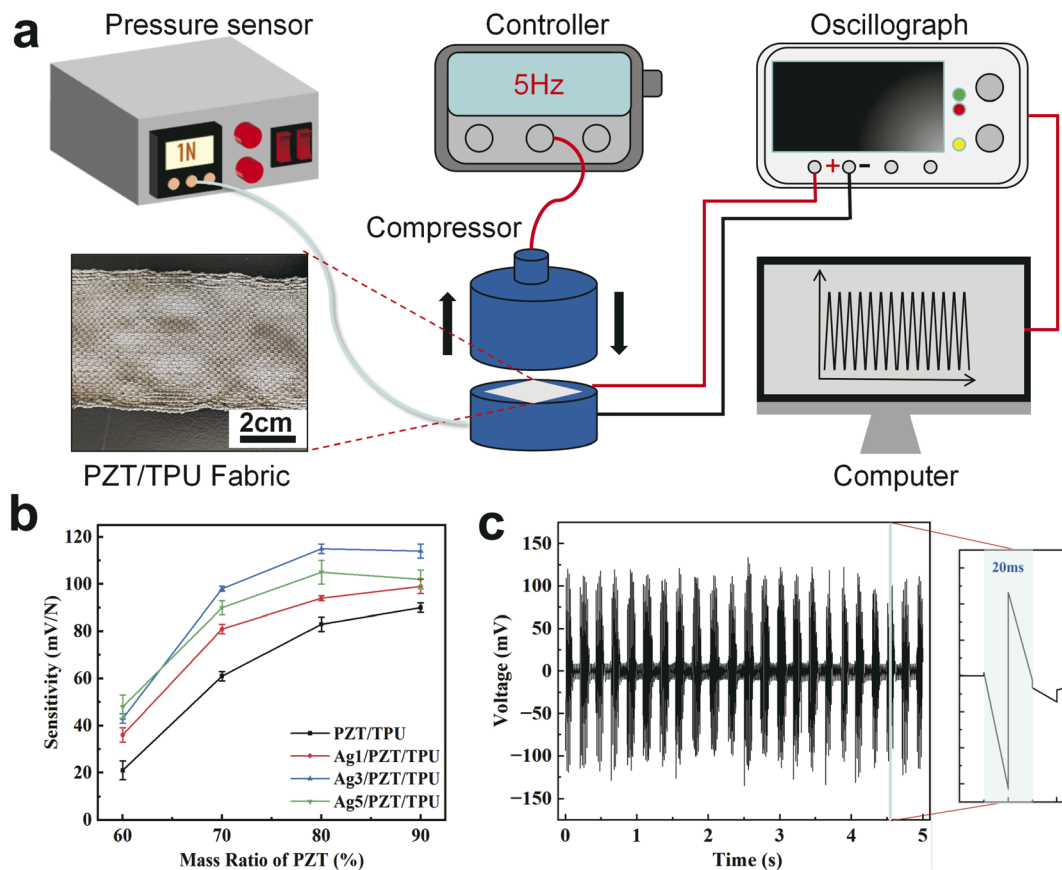 a
Pressure sensor
Controller
Oscillograph
5Hz
1N
+ -
Compressor
2cm
PZT/TPU Fabric
Computer
b
Sensitivity (mV/N)
120
100
80
60
40
20
0
60 70 80 90
Mass Ratio of PZT (%)
PZT/TPU
Ag1/PZT/TPU
Ag3/PZT/TPU
Ag5/PZT/TPU
c
Voltage (mV)
150
100
50
0
−50
−100
−150
0 1 2 3 4 5
Time (s)
20ms